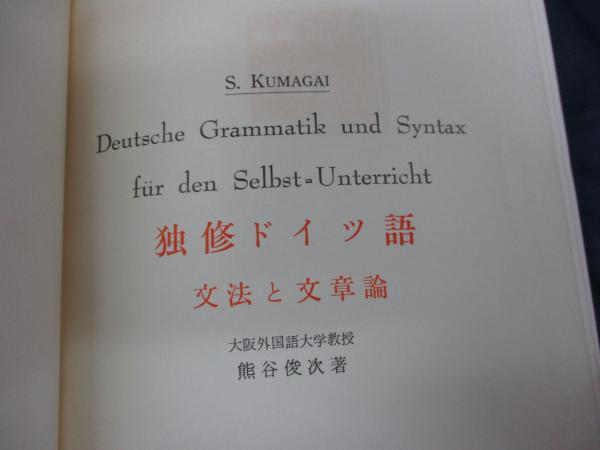 S. KUMAGAI
Deutsche Grammatik und Syntax
für den Selbst=Unterricht
独修ドイツ語
文法と文章論
大阪外国語大学教授
熊谷俊次著